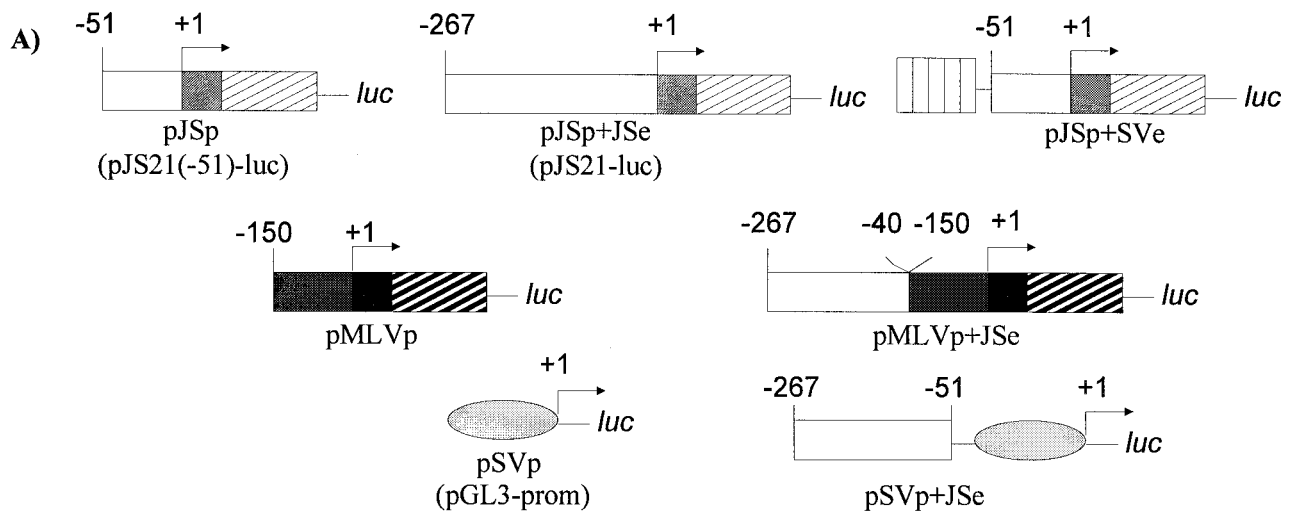 A)
-51 +1 luc
pJSp
(pJS21(-51)-luc)
-267 +1 luc
pJSp+JSe
(pJS21-luc)
-51 +1 luc
pJSp+SVe
-150 +1 luc
pMLVp
-267 -40 -150 +1 luc
pMLVp+JSe
+1 luc
pSVp
(pGL3-prom)
-267 -51 +1 luc
pSVp+JSe